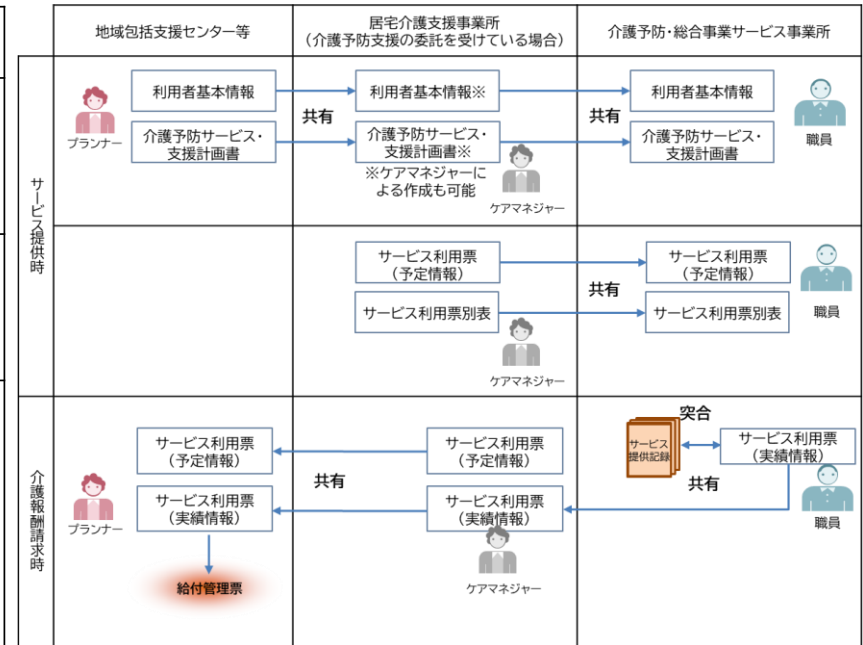 地域包括支援センター等
居宅介護支援事業所
（介護予防支援の委託を受けている場合）
介護予防・総合事業サービス事業所
サービス提供時
プランナー
利用者基本情報
介護予防サービス・
支援計画書
共有
利用者基本情報※
介護予防サービス・
支援計画書※
※ケアマネジャーに
よる作成も可能
ケアマネジャー
共有
利用者基本情報
介護予防サービス・
支援計画書
職員
サービス利用票
（予定情報）
サービス利用票別表
ケアマネジャー
共有
サービス利用票
（予定情報）
サービス利用票別表
職員
介護報酬請求時
プランナー
サービス利用票
（予定情報）
サービス利用票
（実績情報）
給付管理票
共有
サービス利用票
（予定情報）
サービス利用票
（実績情報）
ケアマネジャー
突合
サービス
提供記録
共有
サービス利用票
（実績情報）
職員